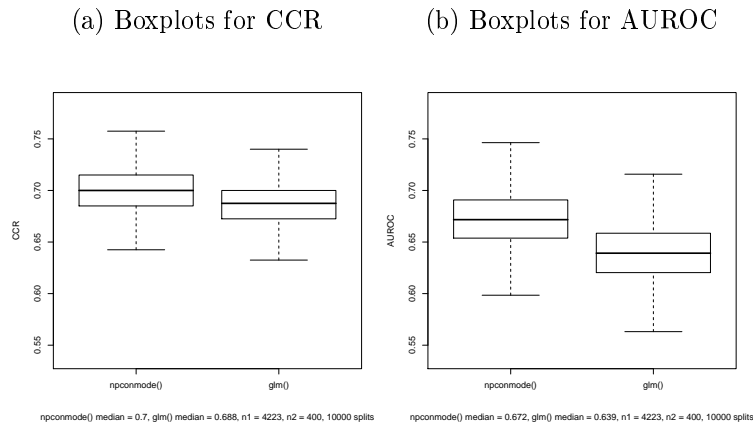 (a) Boxplots for CCR
(b) Boxplots for AUROC
CCR
0.75
0.70
0.65
0.60
0.55
npconmode()
glm()
npconmode() median = 0.7, glm() median = 0.688, n1 = 4223, n2 = 400, 10000 splits
AUROC
0.75
0.70
0.65
0.60
0.55
npconmode()
glm()
npconmode() median = 0.672, glm() median = 0.639, n1 = 4223, n2 = 400, 10000 splits